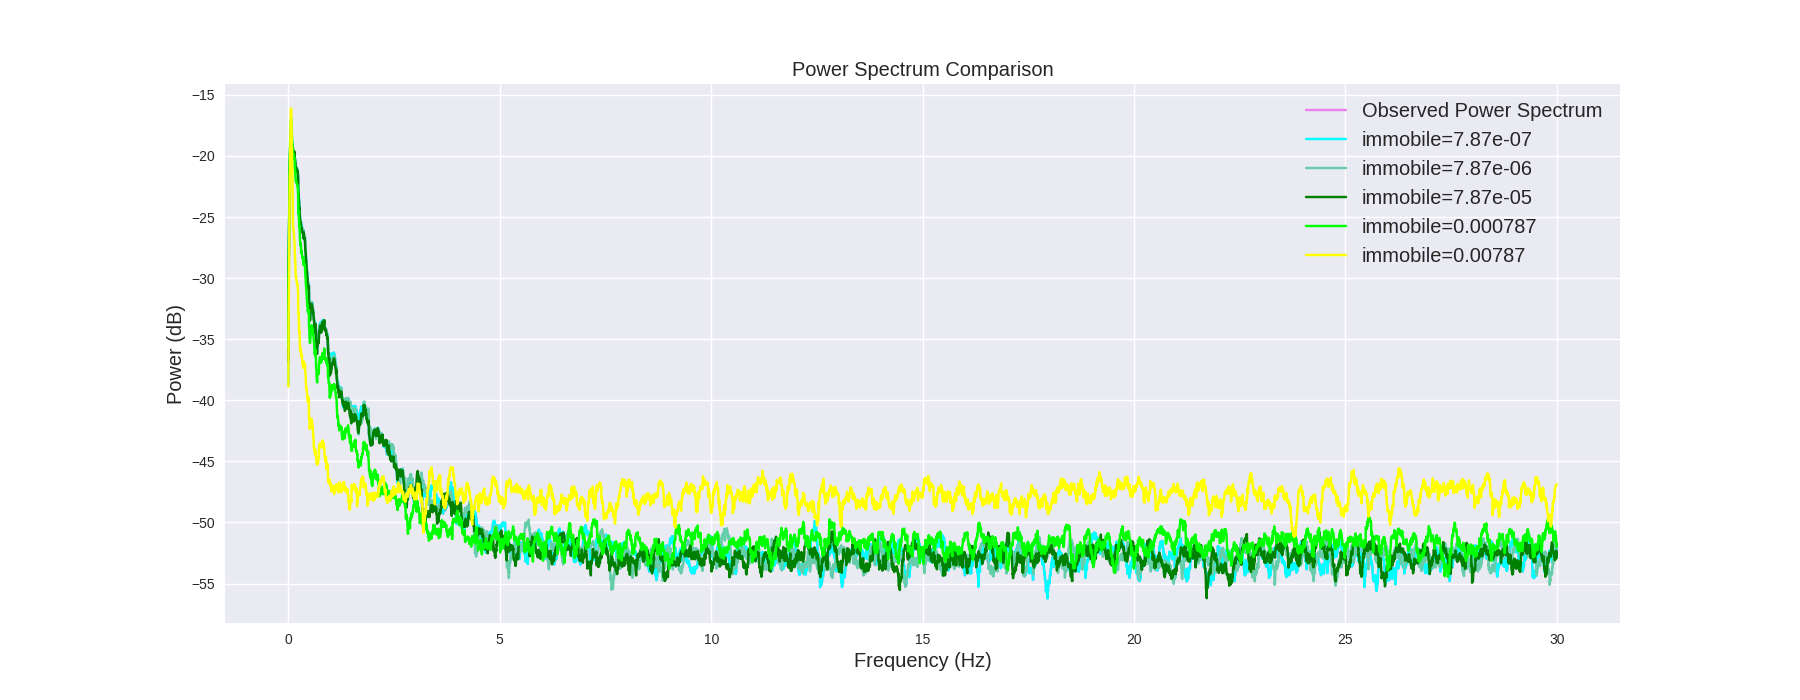 Power Spectrum Comparison
Observed Power Spectrum
immobile=7.87e-07
immobile=7.87e-06
immobile=7.87e-05
immobile=0.000787
immobile=0.00787
Power (dB)
−15
−20
−25
−30
−35
−40
−45
−50
−55
0 5 10 15 20 25 30
Frequency (Hz)